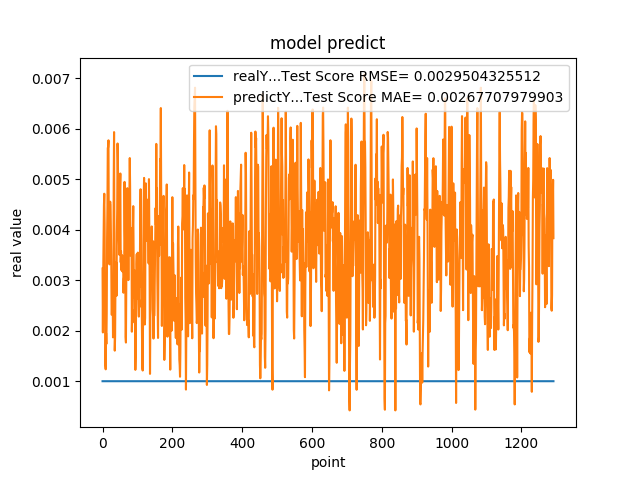 model predict
realY...Test Score RMSE= 0.0029504325512
predictY...Test Score MAE= 0.00267707979903
real value
0.007
0.006
0.005
0.004
0.003
0.002
0.001
0 200 400 600 800 1000 1200
point